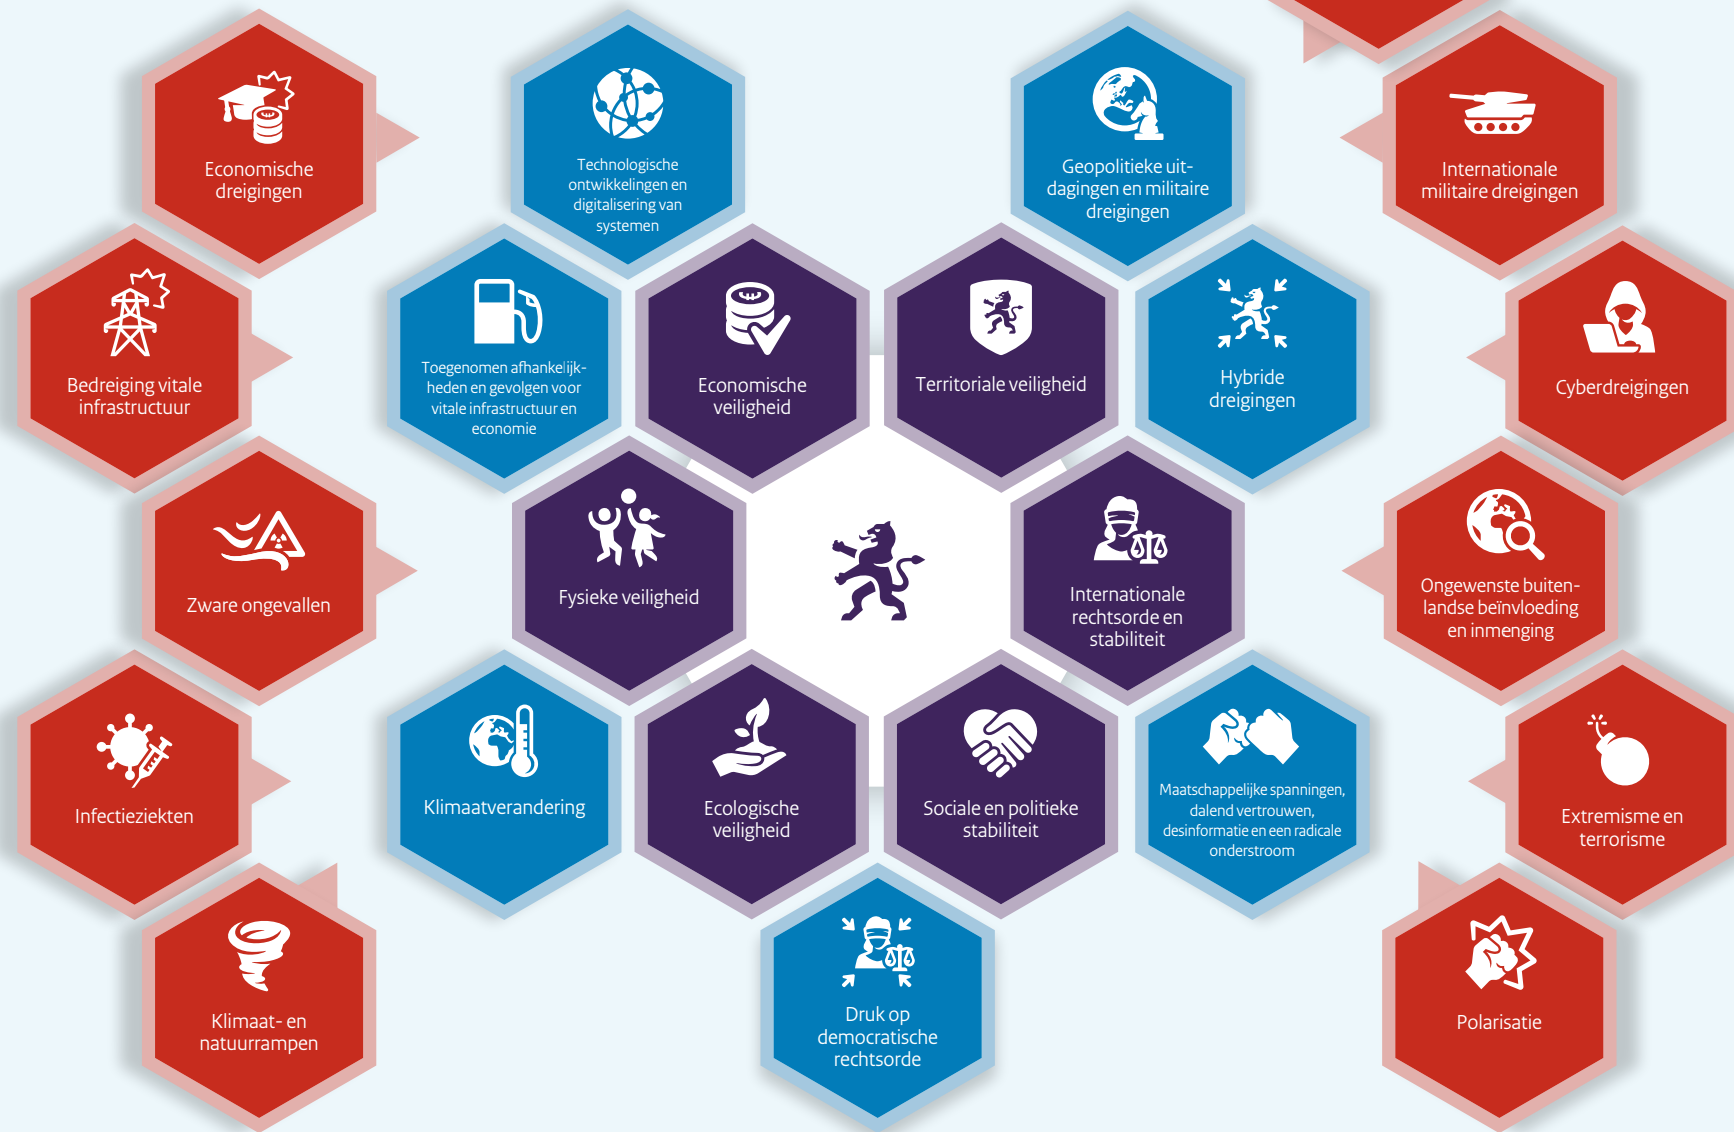 Economische
dreigingen
Technologische
ontwikkelingen en
digitalisering van
systemen
Geopolitieke uit-
dagingen en militaire
dreigingen
Internationale
militaire dreigingen
Bedreiging vitale
infrastructuur
Toegenomen afhankelijk-
heden en gevolgen voor
vitale infrastructuur en
economie
Economische
veiligheid
Territoriale veiligheid
Hybride
dreigingen
Cyberdreigingen
Zware ongevallen
Fysieke veiligheid
Internationale
rechtsorde en
stabiliteit
Ongewenste buiten-
landse beïnvloeding
en inmenging
Infectieziekten
Klimaatverandering
Ecologische
veiligheid
Sociale en politieke
stabiliteit
Maatschappelijke spanningen,
dalend vertrouwen,
desinformatie en een radicale
onderstroom
Extremisme en
terrorisme
Klimaat- en
natuurrampen
Druk op
democratische
rechtsorde
Polarisatie